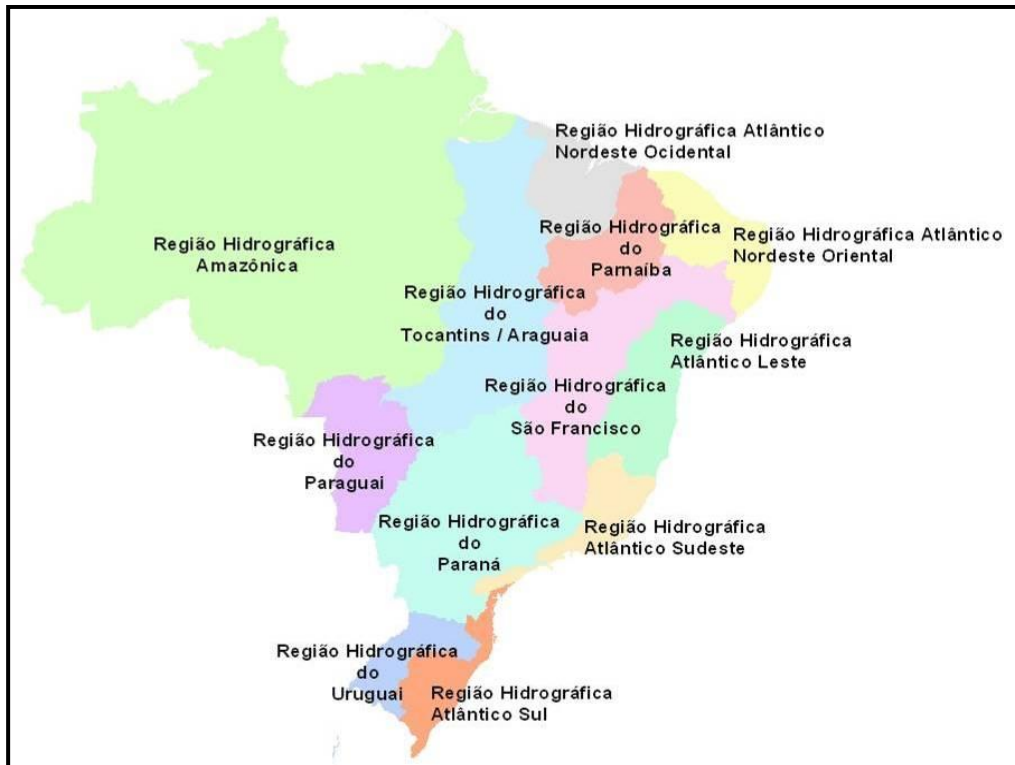 Região Hidrográfica Atlântico
Nordeste Ocidental
Região Hidrográfica
do
Parnaíba
Região Hidrográfica Atlântico
Nordeste Oriental
Região Hidrográfica
Amazônica
Região Hidrográfica
do
Tocantins / Araguaia
Região Hidrográfica
Atlântico Leste
Região Hidrográfica
do
São Francisco
Região Hidrográfica
do
Paraguai
Região Hidrográfica
do
Paraná
Região Hidrográfica
Atlântico Sudeste
Região Hidrográfica
do
Uruguai
Região Hidrográfica
Atlântico Sul